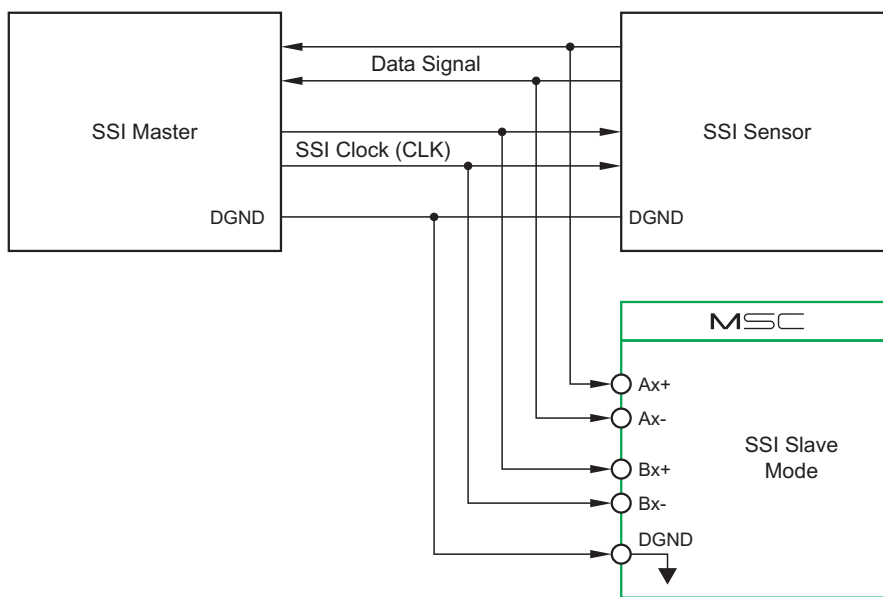 Data Signal
SSI Master
SSI Sensor
SSI Clock (CLK)
DGND
DGND
MSC
Ax+
Ax-
SSI Slave
Mode
Bx+
Bx-
DGND